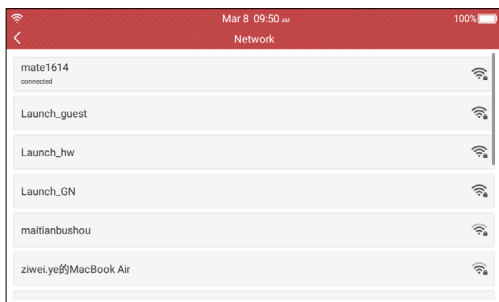 Mar 8 09:50 AM 100%
Network
mate1614
connected
Launch_guest
Launch_hw
Launch_GN
maitianbushou
ziwei.ye的MacBook Air